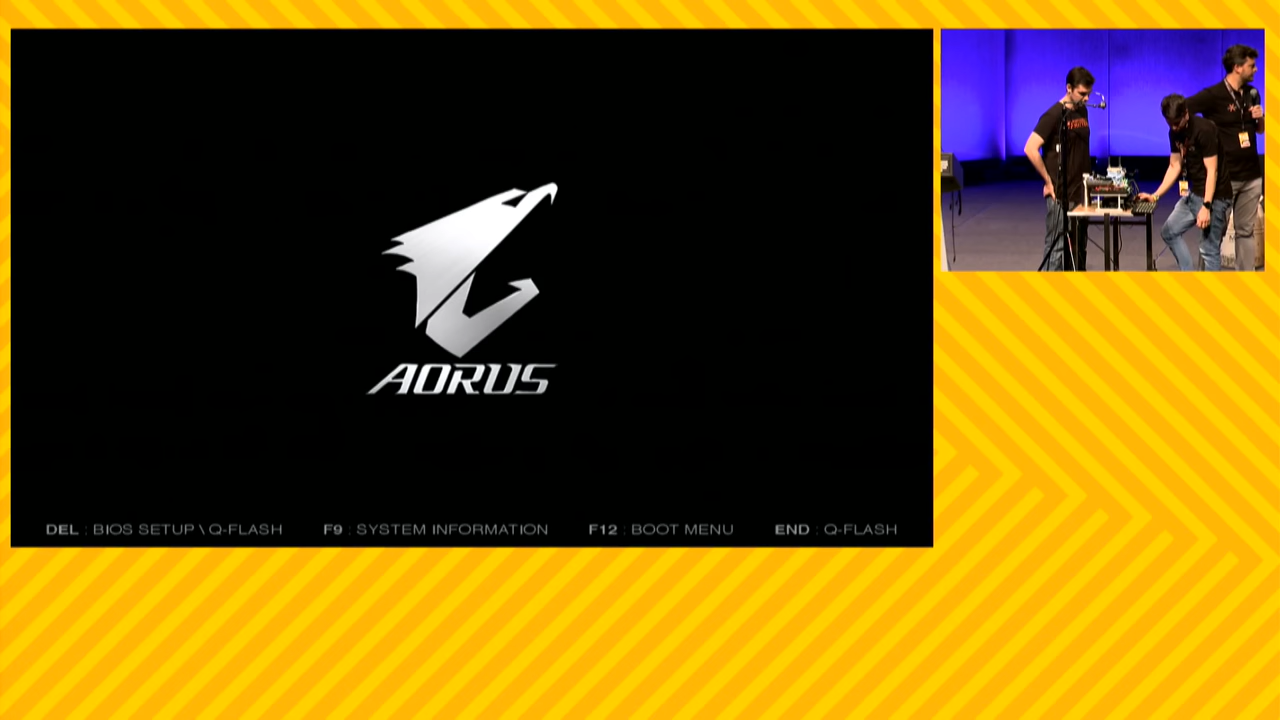 AORUS
DEL : BIOS SETUP \ Q-FLASH F9 : SYSTEM INFORMATION F12 : BOOT MENU END : Q-FLASH